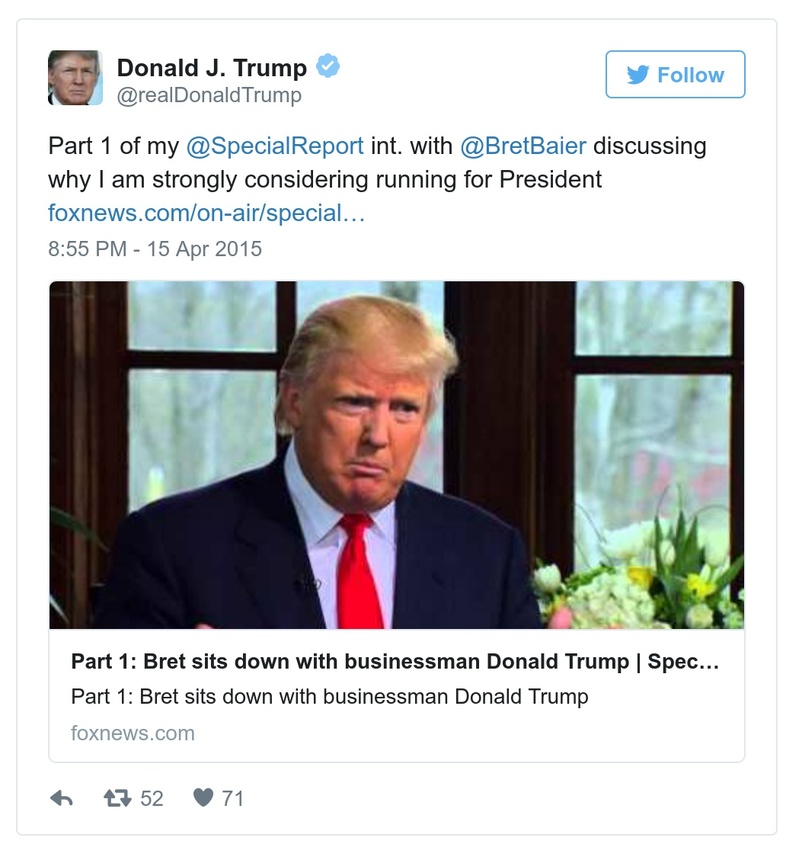 Donald J. Trump
@realDonaldTrump
Follow
Part 1 of my @SpecialReport int. with @BretBaier discussing
why I am strongly considering running for President
foxnews.com/on-air/special…
8:55 PM - 15 Apr 2015
Part 1: Bret sits down with businessman Donald Trump | Spec…
Part 1: Bret sits down with businessman Donald Trump
foxnews.com
52
71